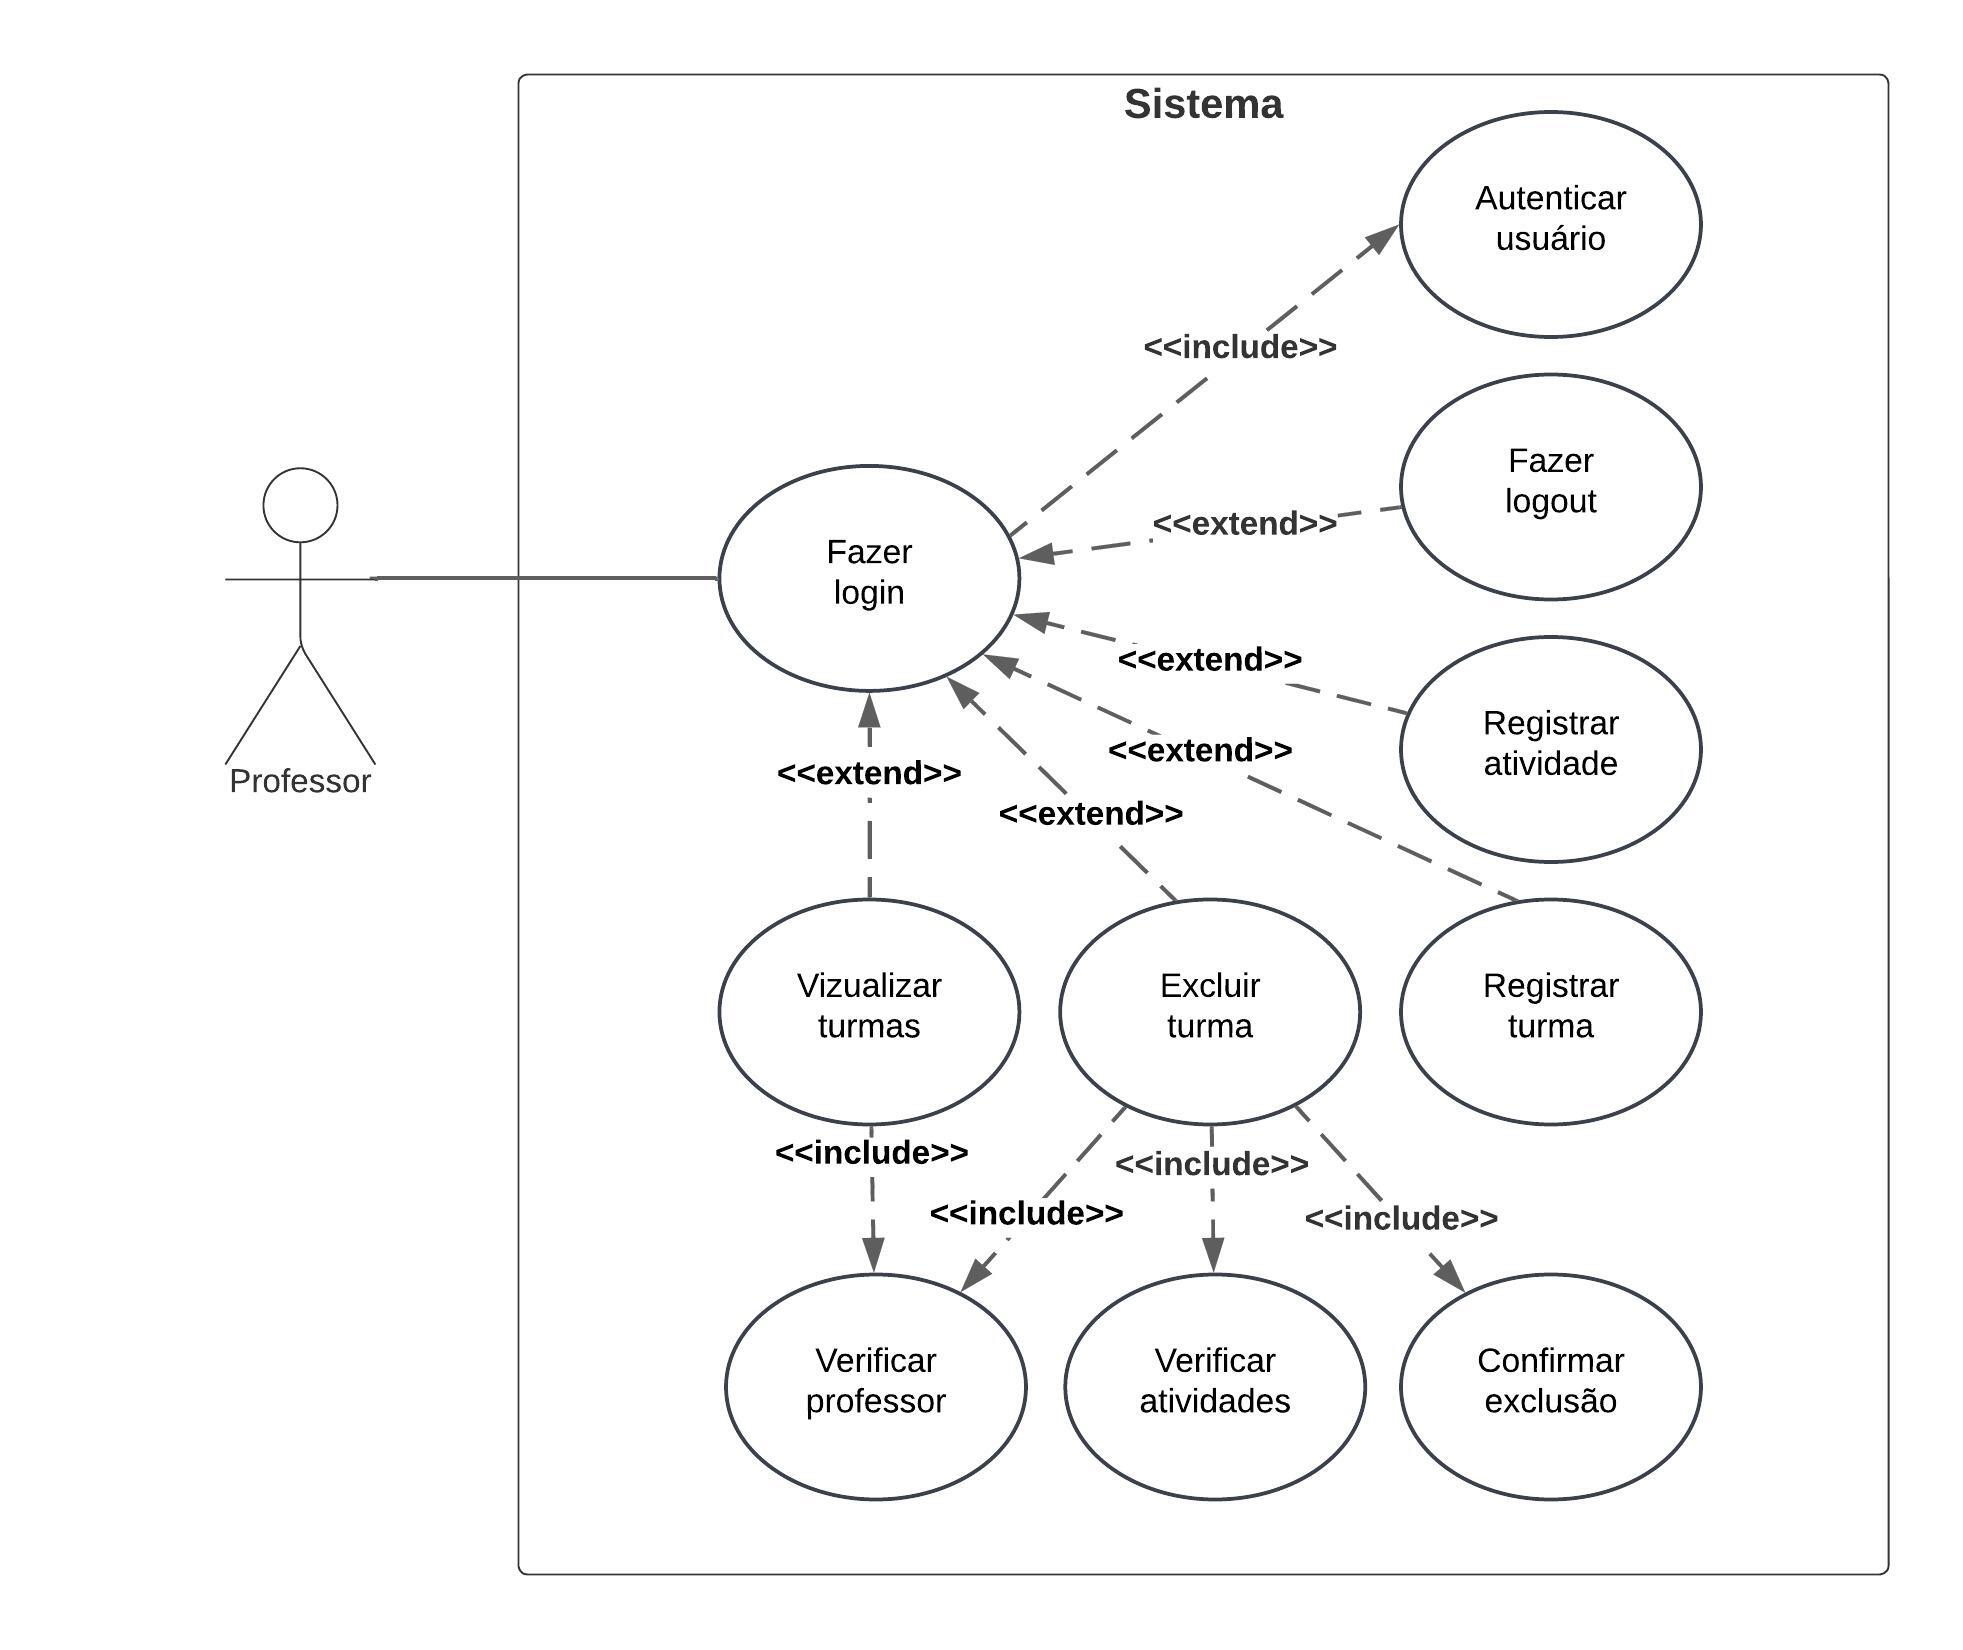 Sistema
Autenticar
usuário
<<include>>
Fazer
logout
<<extend>>
Fazer
login
<<extend>>
Registrar
atividade
<<extend>>
<<extend>>
<<extend>>
Professor
Vizualizar
turmas
Excluir
turma
Registrar
turma
<<include>>
<<include>>
<<include>>
<<include>>
Verificar
professor
Verificar
atividades
Confirmar
exclusão